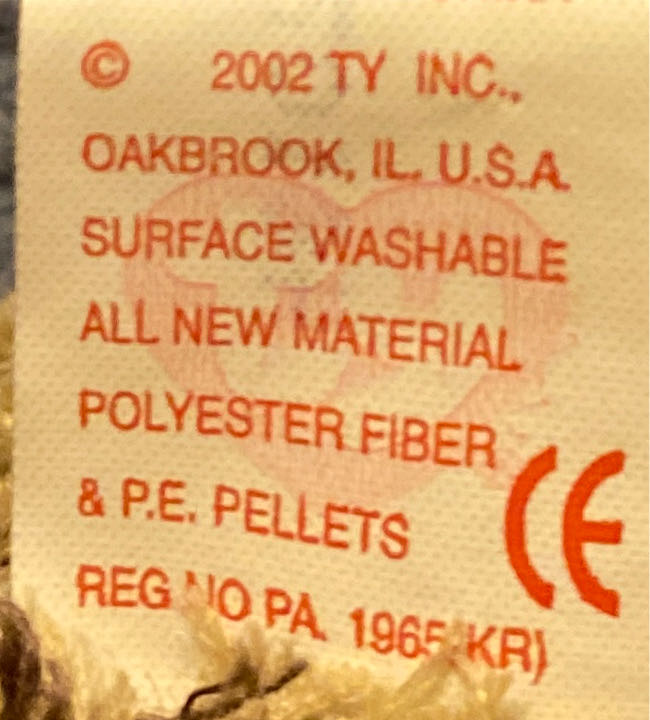 © 2002 TY INC.,
OAKBROOK, IL. U.S.A.
SURFACE WASHABLE
ALL NEW MATERIAL
POLYESTER FIBER
& P.E. PELLETS
CE
REG NO PA. 1965(KR)